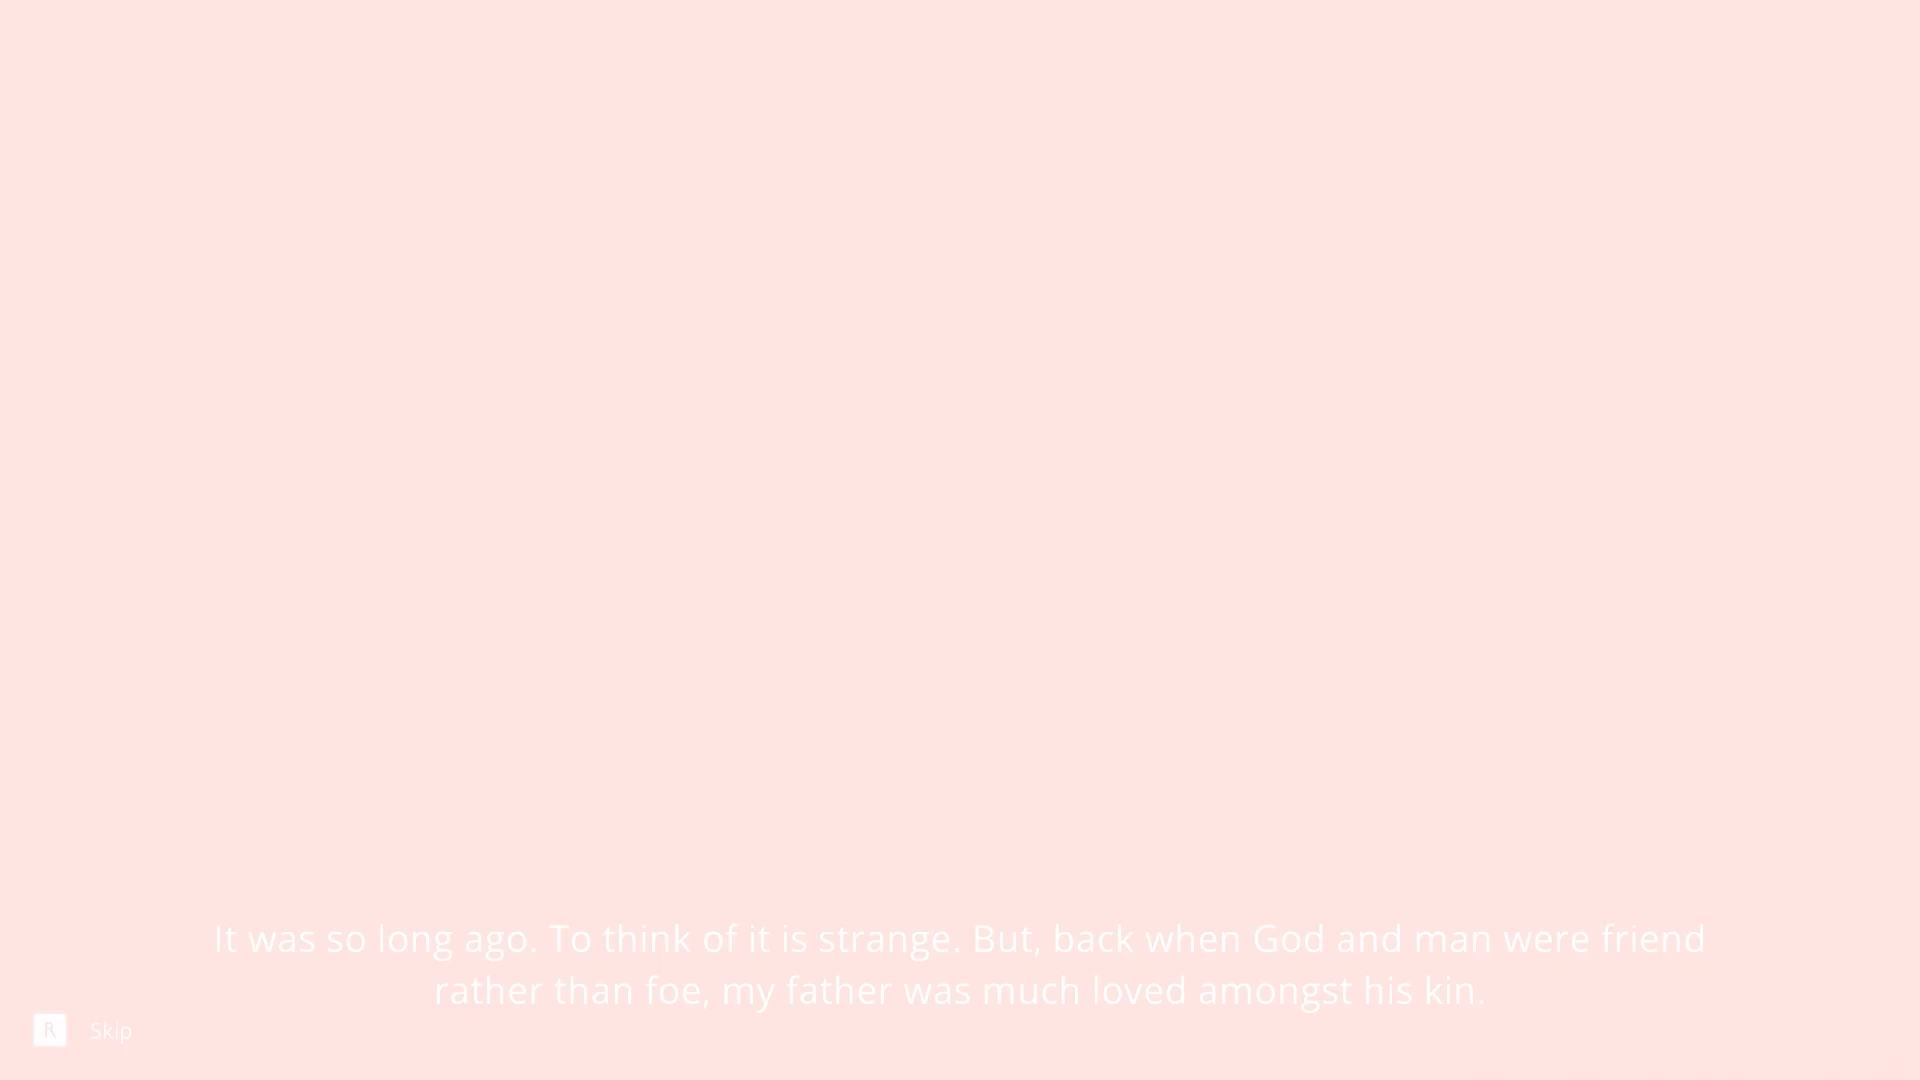 It was so long ago. To think of it is strange. But, back when God and man were friend
rather than foe, my father was much loved amongst his kin.
R Skip